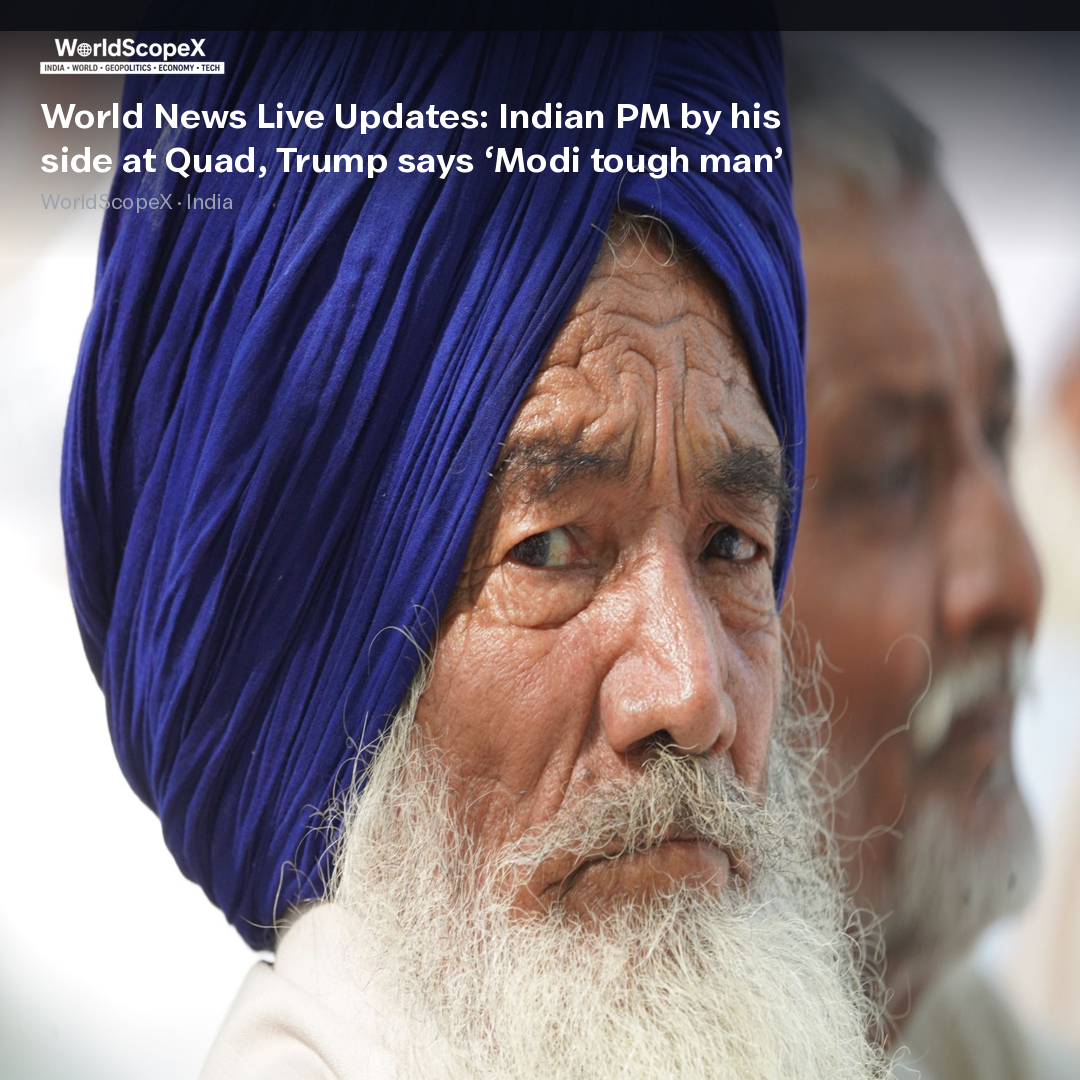 WorldScopeX
INDIA • WORLD • GEOPOLITICS • ECONOMY • TECH
World News Live Updates: Indian PM by his
side at Quad, Trump says ‘Modi tough man’
WorldScopeX · India